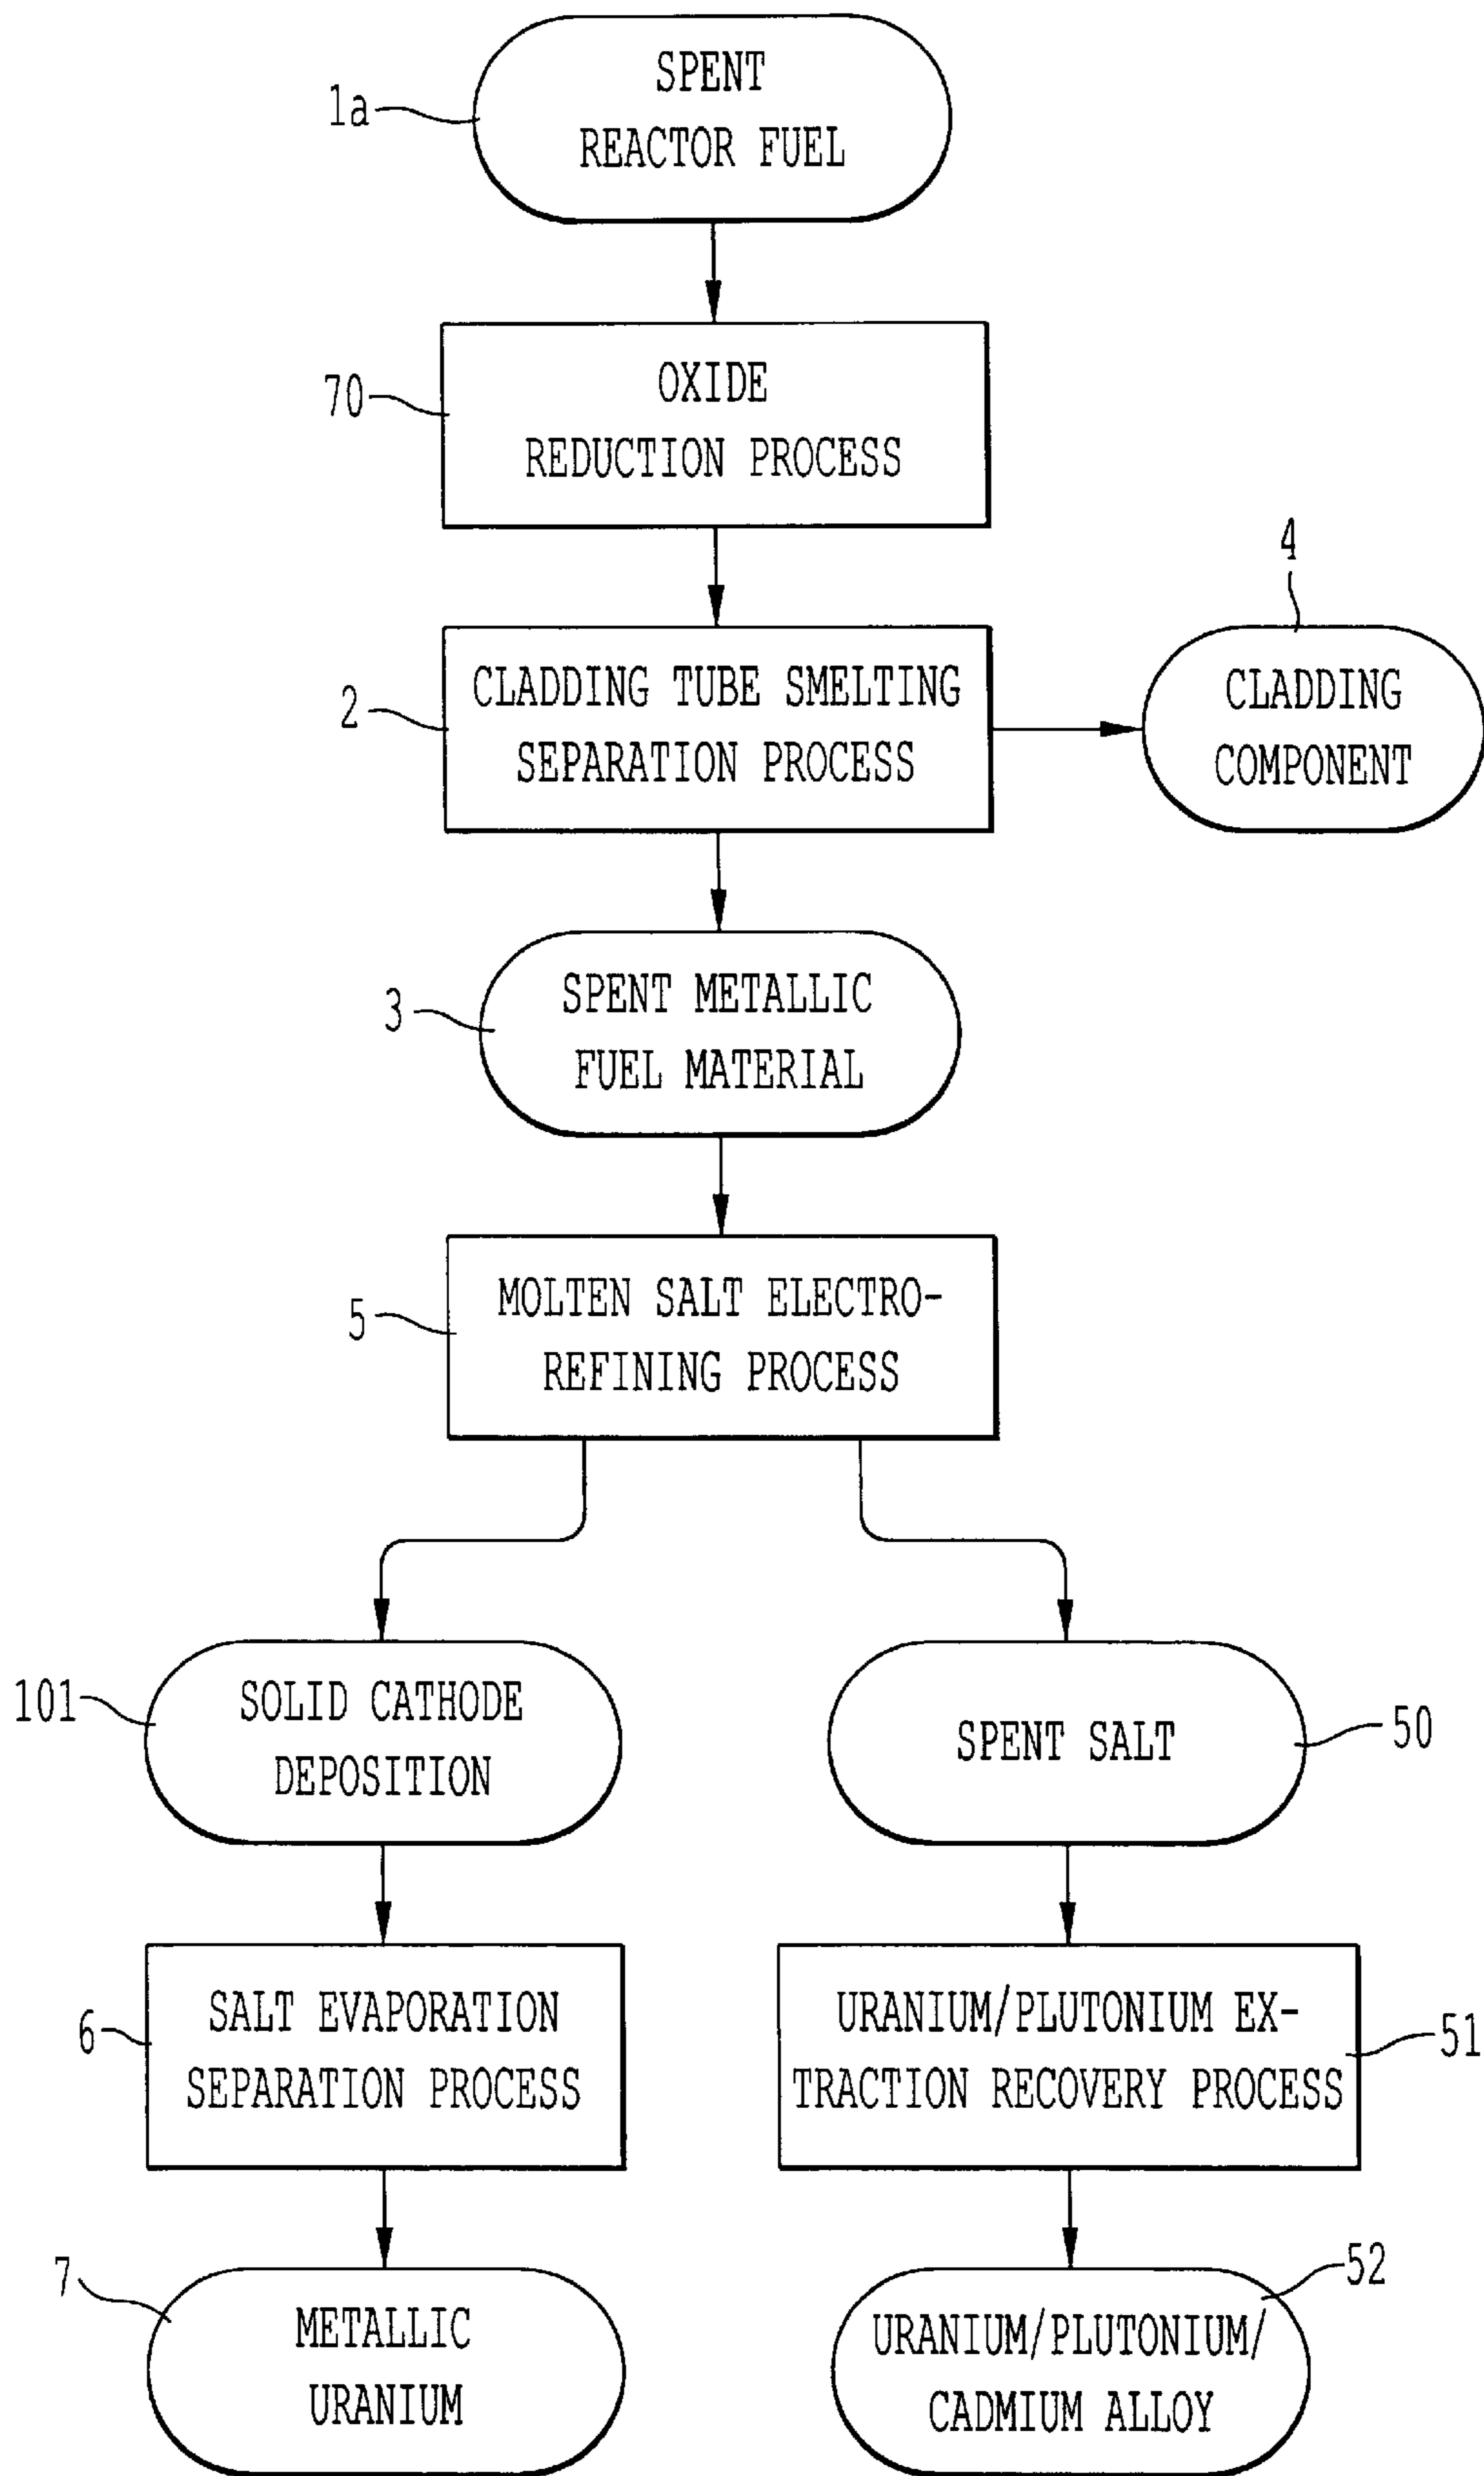 1a
SPENT
REACTOR FUEL
70
OXIDE
REDUCTION PROCESS
2
CLADDING TUBE SMELTING
SEPARATION PROCESS
4
CLADDING
COMPONENT
3
SPENT METALLIC
FUEL MATERIAL
5
MOLTEN SALT ELECTRO-
REFINING PROCESS
101
SOLID CATHODE
DEPOSITION
SPENT SALT
50
6
SALT EVAPORATION
SEPARATION PROCESS
URANIUM/PLUTONIUM EX-
TRACTION RECOVERY PROCESS
51
7
METALLIC
URANIUM
52
URANIUM/PLUTONIUM/
CADMIUM ALLOY